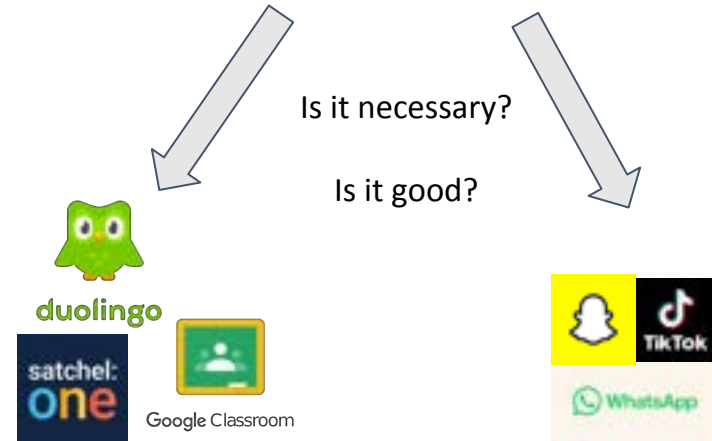 Is it necessary?
Is it good?
duolingo
satchel:
one
Google Classroom
TikTok
WhatsApp